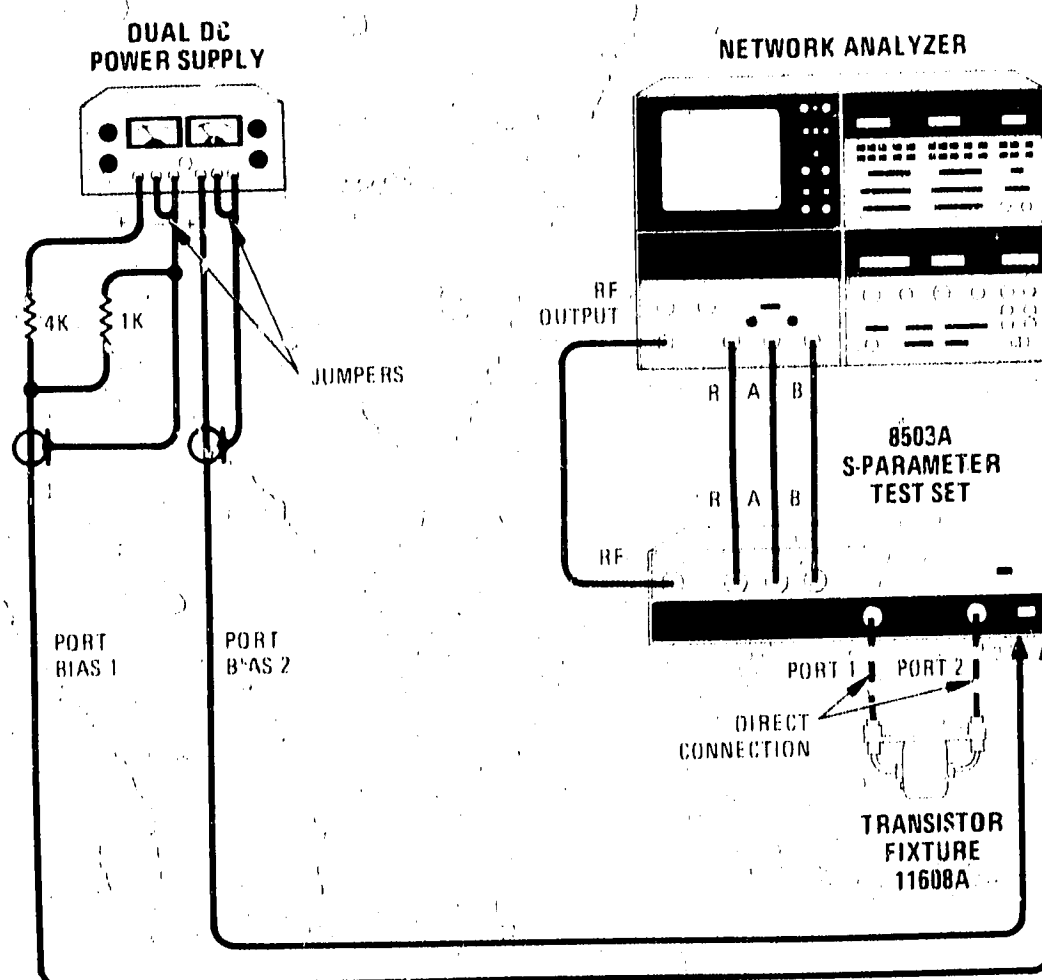 DUAL DC
POWER SUPPLY
NETWORK ANALYZER
4K
1K
JUMPERS
RF
OUTPUT
R A B
8503A
S-PARAMETER
TEST SET
R A B
RF
PORT
BIAS 1
PORT
BIAS 2
PORT 1
PORT 2
DIRECT
CONNECTION
TRANSISTOR
FIXTURE
11608A